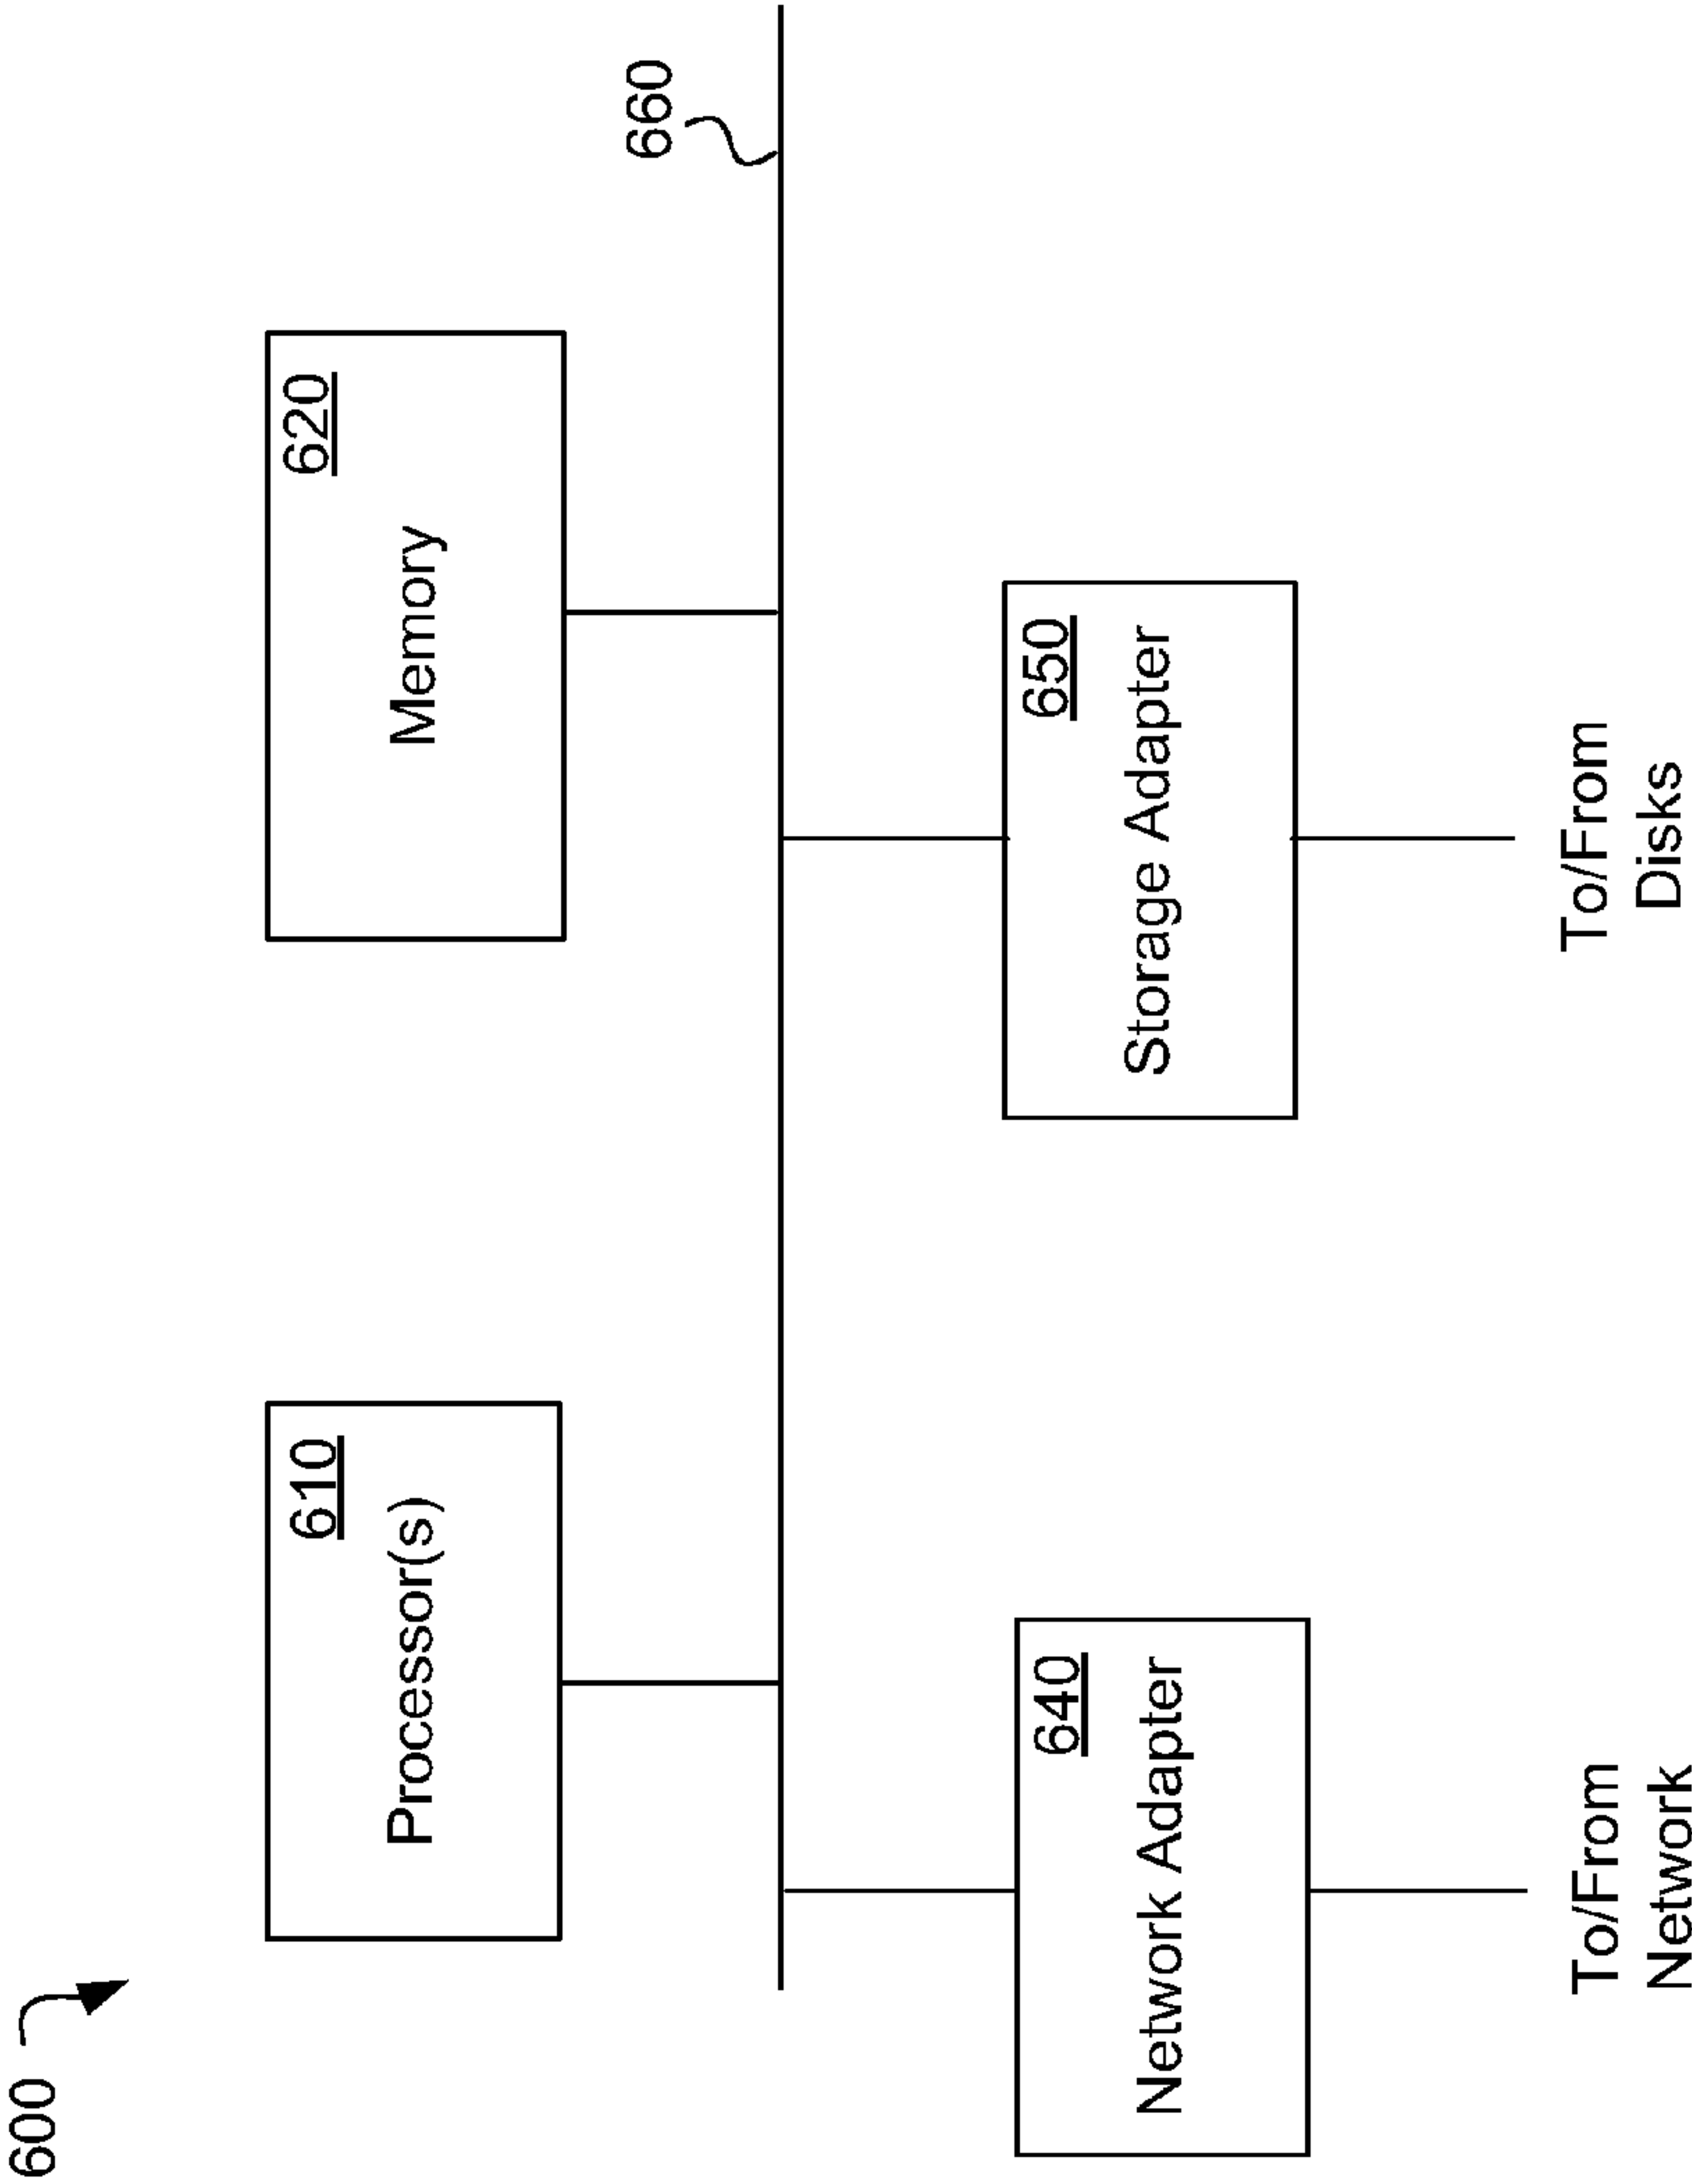 600
610
Processor(s)
620
Memory
660
640
Network Adapter
650
Storage Adapter
To/From
Network
To/From
Disks